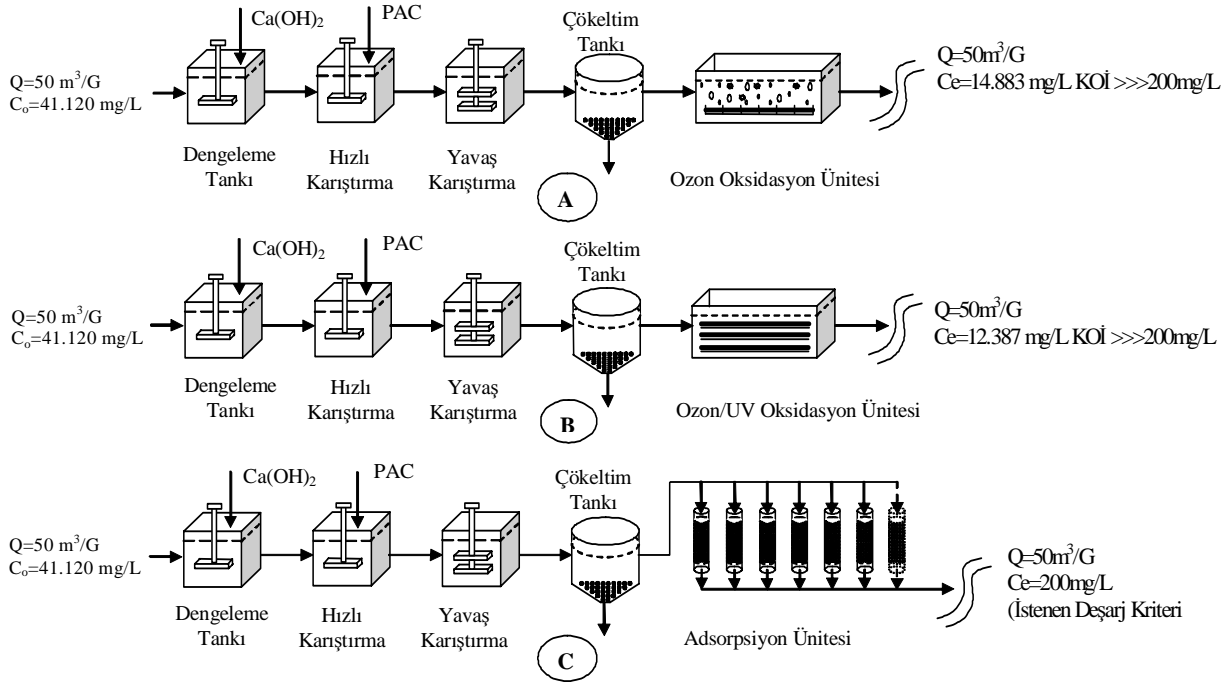 Ca(OH)2
PAC
Çökeltim
Tankı
Q=50 m3/G
Co=41.120 mg/L
Q=50m3/G
Ce=14.883 mg/L KOİ >>>200mg/L
Dengeleme
Tankı
Hızlı
Karıştırma
Yavaş
Karıştırma
A
Ozon Oksidasyon Ünitesi
Ca(OH)2
PAC
Çökeltim
Tankı
Q=50 m3/G
Co=41.120 mg/L
Q=50m3/G
Ce=12.387 mg/L KOİ >>>200mg/L
Dengeleme
Tankı
Hızlı
Karıştırma
Yavaş
Karıştırma
B
Ozon/UV Oksidasyon Ünitesi
Ca(OH)2
PAC
Çökeltim
Tankı
Q=50 m3/G
Co=41.120 mg/L
Q=50m3/G
Ce=200mg/L
(İstenen Deşarj Kriteri
Dengeleme
Tankı
Hızlı
Karıştırma
Yavaş
Karıştırma
C
Adsorpsiyon Ünitesi